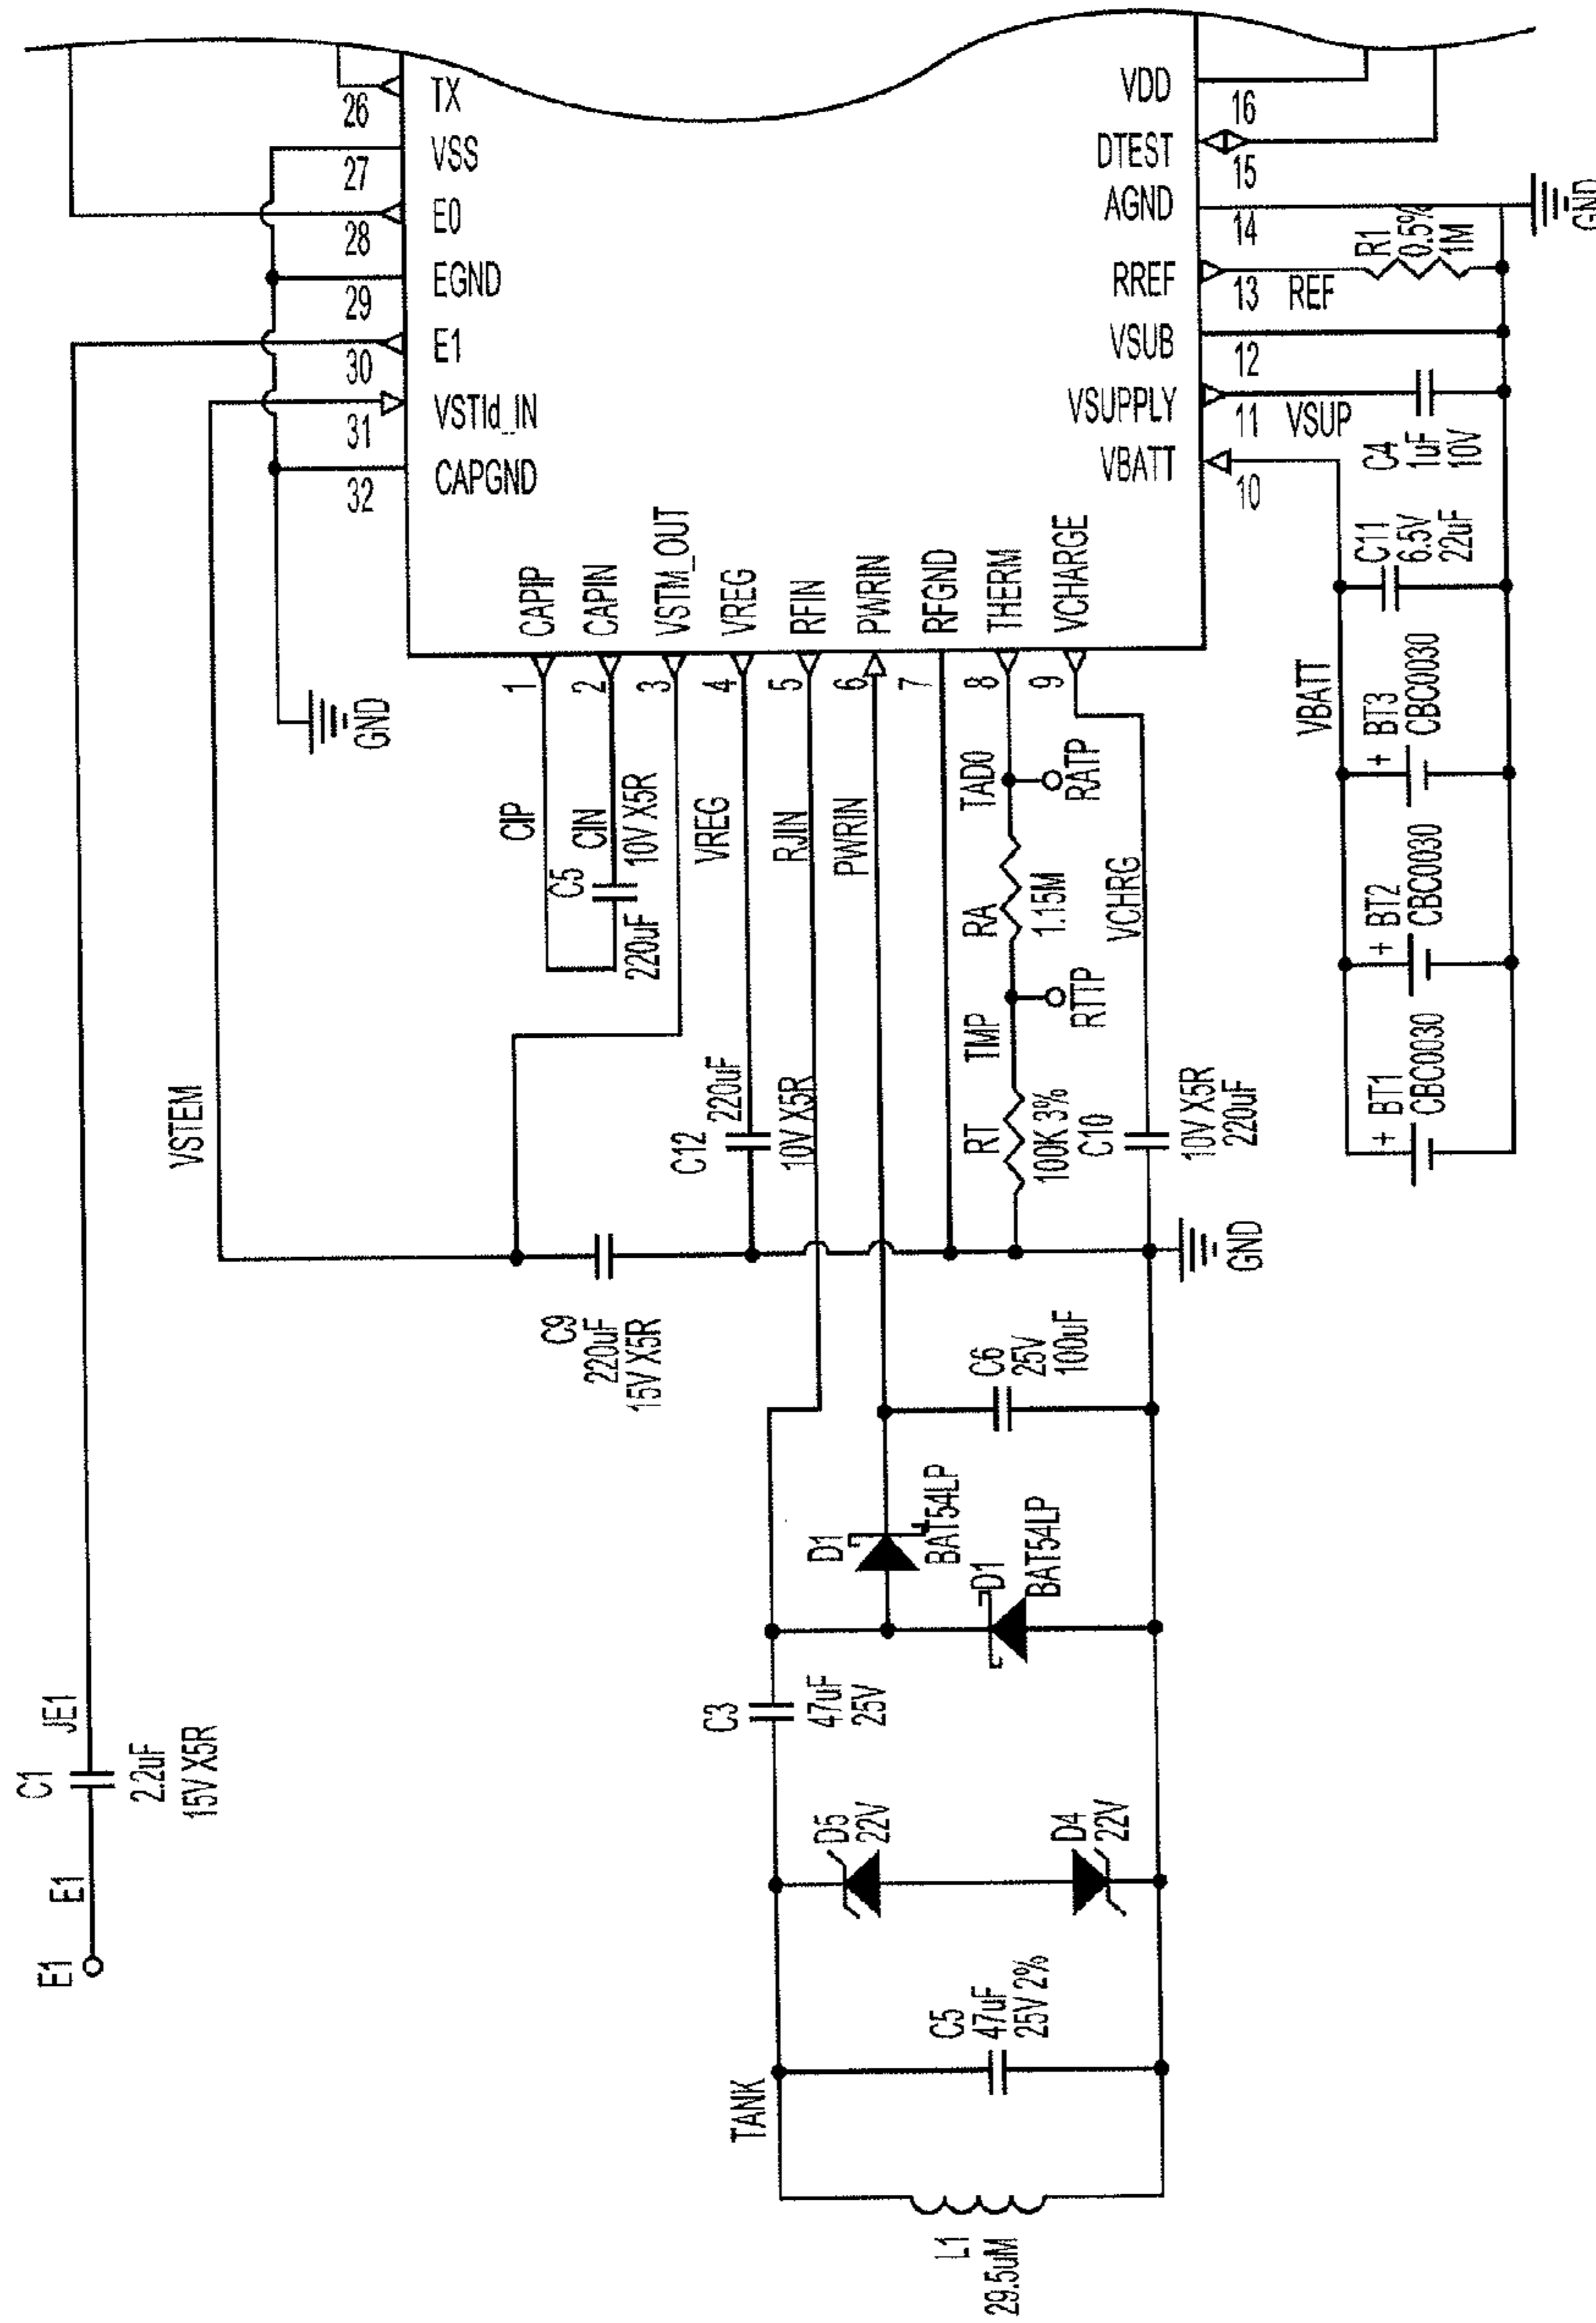 TX
26
VSS
27
E0
28
EGND
29
E1
30
VSTId_IN
31
CAPGND
32
VDD
16
DTEST
15
AGND
14
RREF
13
REF
VSUB
12
VSUPPLY
11
VSUP
VBATT
10
R1
0.5%
1M
GND
C4
1uF
10V
C11
6.5V
22uF
VBATT
+ BT3
CBC0030
+ BT2
CBC0030
+ BT1
CBC0030
CAPIP
1
CAPIN
2
VSTM_OUT
3
VREG
4
RFIN
5
PWRIN
6
RFGND
7
THERM
8
VCHARGE
9
GND
CIP
CIN
C5
10V X5R
220uF
VREG
RJIN
PWRIN
TAD0
RATP
RA
1.15M
VCHRG
TMP
RTTP
RT
100K 3%
C10
10V X5R
220uF
C12
220uF
10V X5R
GND
VSTEM
C9
220uF
15V X5R
C6
25V
100uF
D1
BAT54LP
D1
BAT54LP
C3
47uF
25V
D5
22V
D4
22V
C5
47uF
25V 2%
TANK
L1
29.5uM
C1
JE1
2.2uF
15V X5R
E1
E1